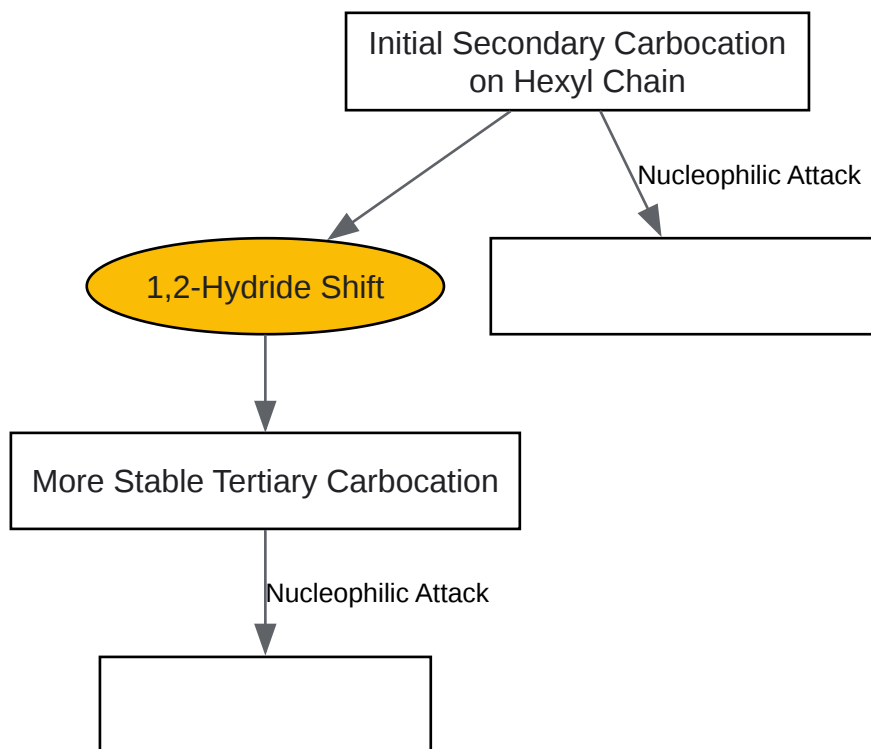 Initial Secondary Carbocation
on Hexyl Chain
Nucleophilic Attack
1,2-Hydride Shift
More Stable Tertiary Carbocation
Nucleophilic Attack